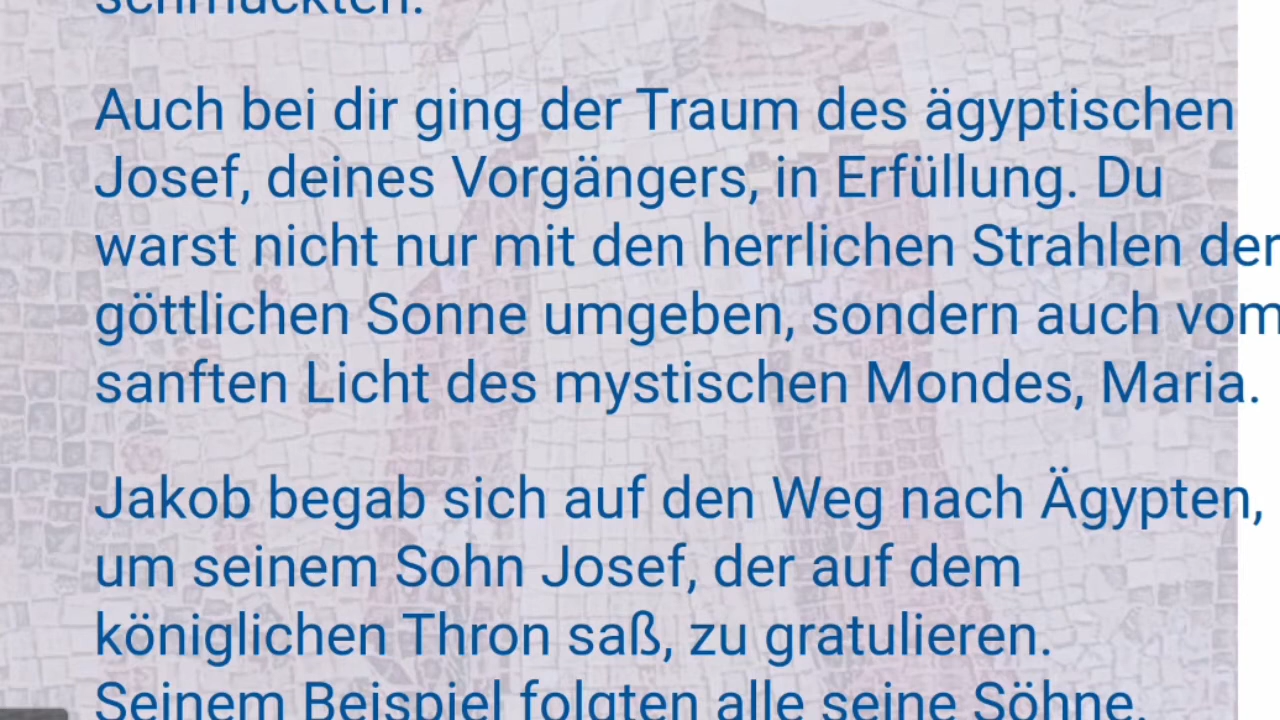 schmückten.
Auch bei dir ging der Traum des ägyptischen
Josef, deines Vorgängers, in Erfüllung. Du
warst nicht nur mit den herrlichen Strahlen der
göttlichen Sonne umgeben, sondern auch vom
sanften Licht des mystischen Mondes, Maria.
Jakob begab sich auf den Weg nach Ägypten,
um seinem Sohn Josef, der auf dem
königlichen Thron saß, zu gratulieren.
Seinem Beispiel folgten alle seine Söhne.